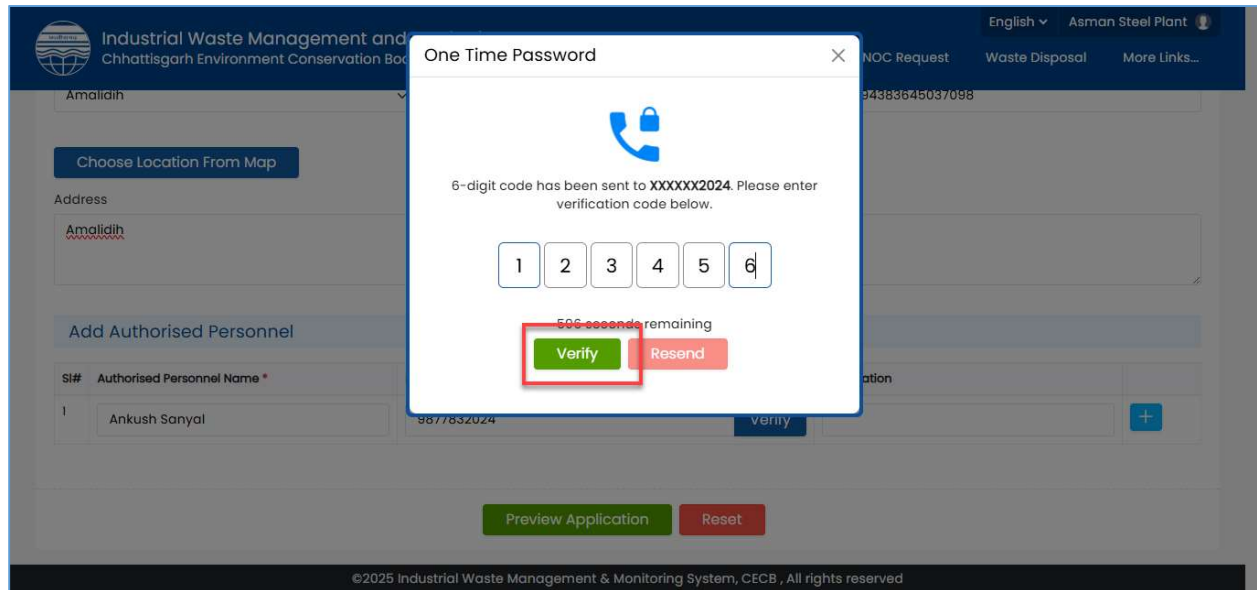 English Asman Steel Plant
Industrial Waste Management and
Chhattisgarh Environment Conservation Boa
NOC Request Waste Disposal More Links...
One Time Password
Amalidih
94383645037098
Choose Location From Map
6-digit code has been sent to XXXXXX2024. Please enter
verification code below.
Address
Amalidih
1 2 3 4 5 6
596 seconds remaining
Verify Resend
Add Authorised Personnel
Sl# Authorised Personnel Name *
ation
1 Ankush Sanyal 9877832024 Verify +
Preview Application Reset
©2025 Industrial Waste Management & Monitoring System, CECB , All rights reserved